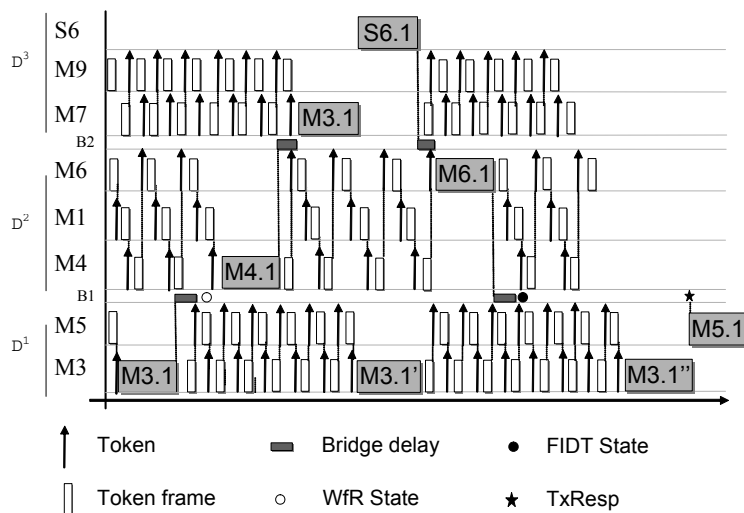 S6 S6.1
D3
M9
M7 M3.1
B2
M6 M6.1
D2 M1
M4 M4.1
B1
M5 M5.1
D1
M3 M3.1 M3.1' M3.1''
Token Bridge delay FIDT State
Token frame WfR State TxResp